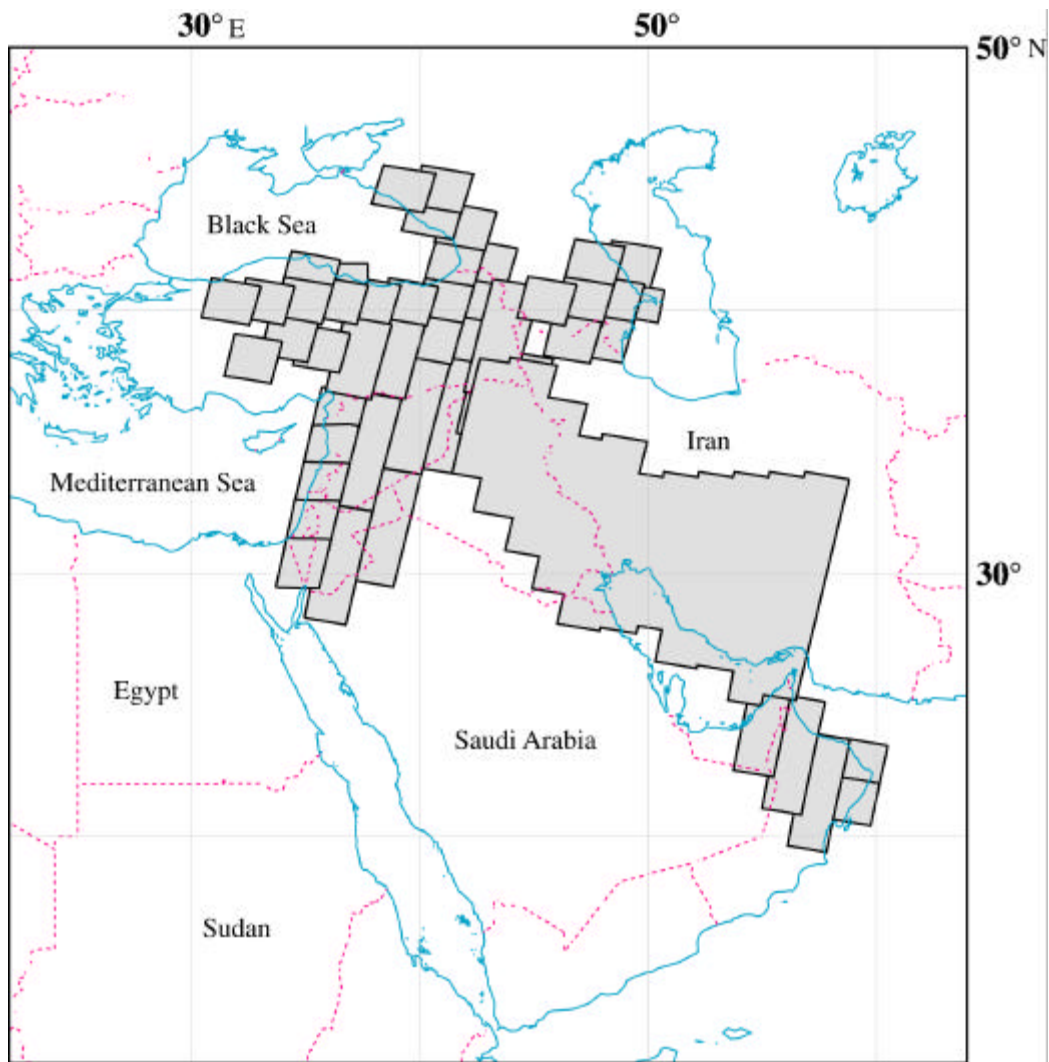 30° E
50°
50° N
Black Sea
Iran
Mediterranean Sea
30°
Egypt
Saudi Arabia
Sudan